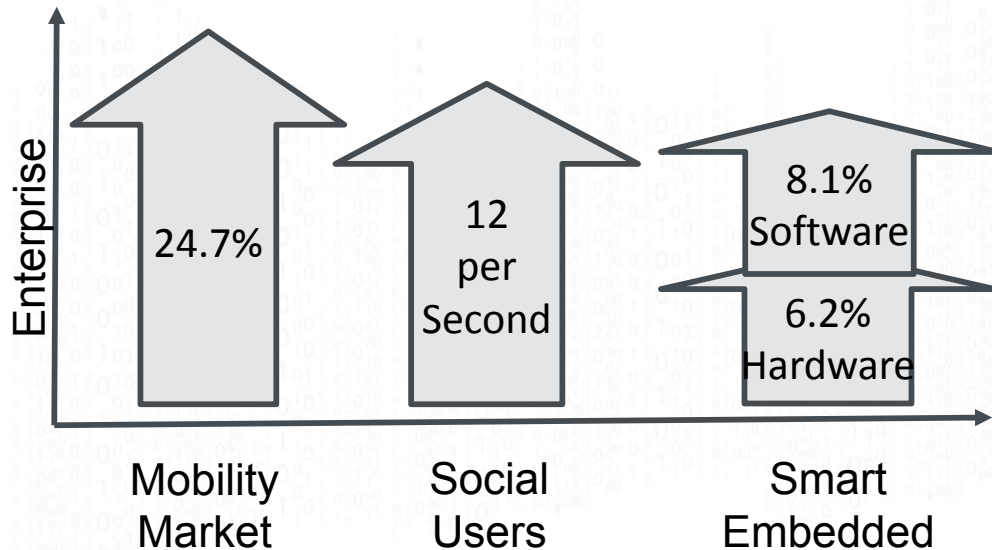 Enterprise
24.7%
12
per
Second
8.1%
Software
6.2%
Hardware
Mobility
Market
Social
Users
Smart
Embedded